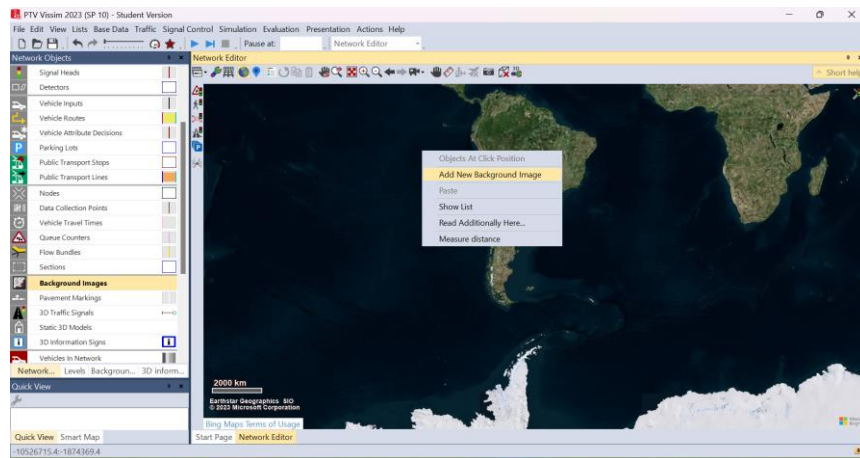 PTV Vissim 2023 (SP 10) - Student Version
File Edit View Lists Base Data Traffic Signal Control Simulation Evaluation Presentation Actions Help
Pause at: Network Editor
Network Objects
Network Editor
Short help
Signal Heads
Detectors
Vehicle Inputs
Vehicle Routes
Vehicle Attribute Decisions
Parking Lots
Public Transport Stops
Public Transport Lines
Nodes
Data Collection Points
Vehicle Travel Times
Queue Counters
Flow Bundles
Sections
Background Images
Pavement Markings
3D Traffic Signals
Static 3D Models
3D Information Signs
Vehicles In Network
Network... Levels Backgroun... 3D inform...
Objects At Click Position
Add New Background Image
Paste
Show List
Read Additionally Here...
Measure distance
2000 km
Earthstar Geographics SIO
© 2023 Microsoft Corporation
Bing Maps Terms of Usage
Quick View
Quick View Smart Map
Start Page Network Editor
-10526715.4:-1874369.4